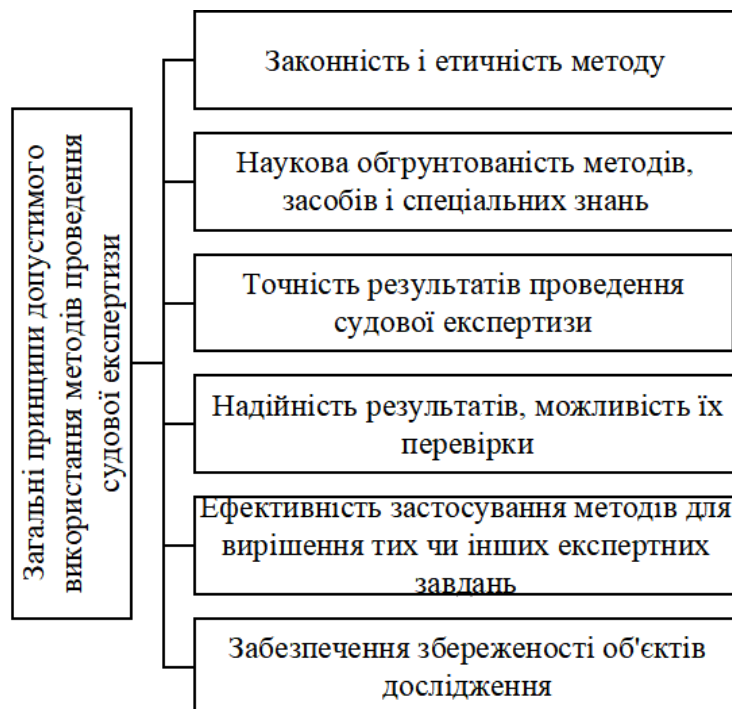 Загальні принципи допустимого
використання методів проведення
судової експертизи
Законність і етичність методу
Наукова обгрунтованість методів,
засобів і спеціальних знань
Точність результатів проведення
судової експертизи
Надійність результатів, можливість їх
перевірки
Ефективність застосування методів для
вирішення тих чи інших експертних
завдань
Забезпечення збереженості об'єктів
дослідження